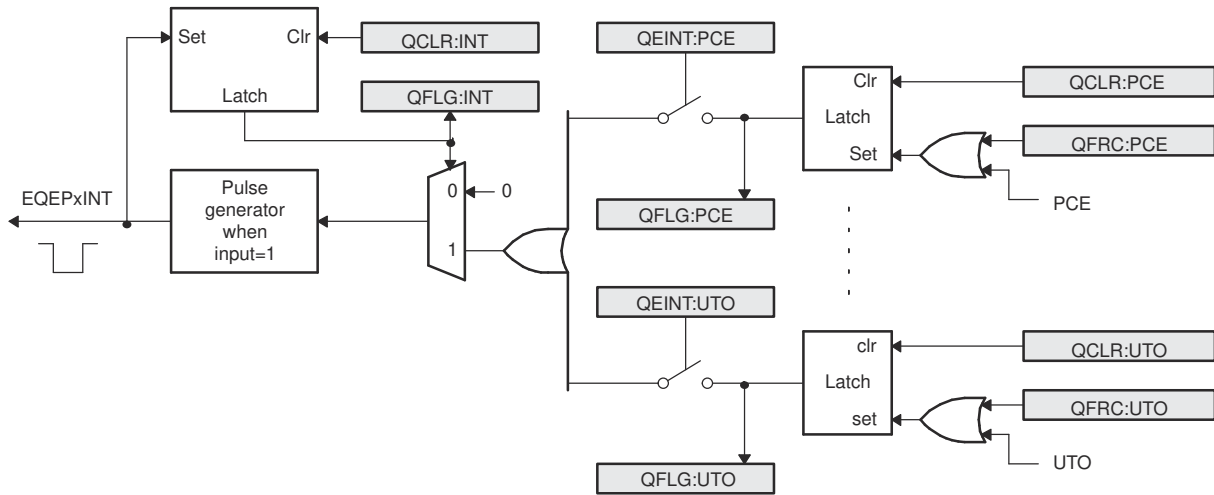 Set
Clr
Latch
QCLR:INT
QFLG:INT
EQEPxINT
Pulse
generator
when
input=1
0
0
1
QEINT:PCE
QFLG:PCE
Clr
Latch
Set
QCLR:PCE
QFRC:PCE
PCE
QEINT:UTO
QFLG:UTO
clr
Latch
set
QCLR:UTO
QFRC:UTO
UTO